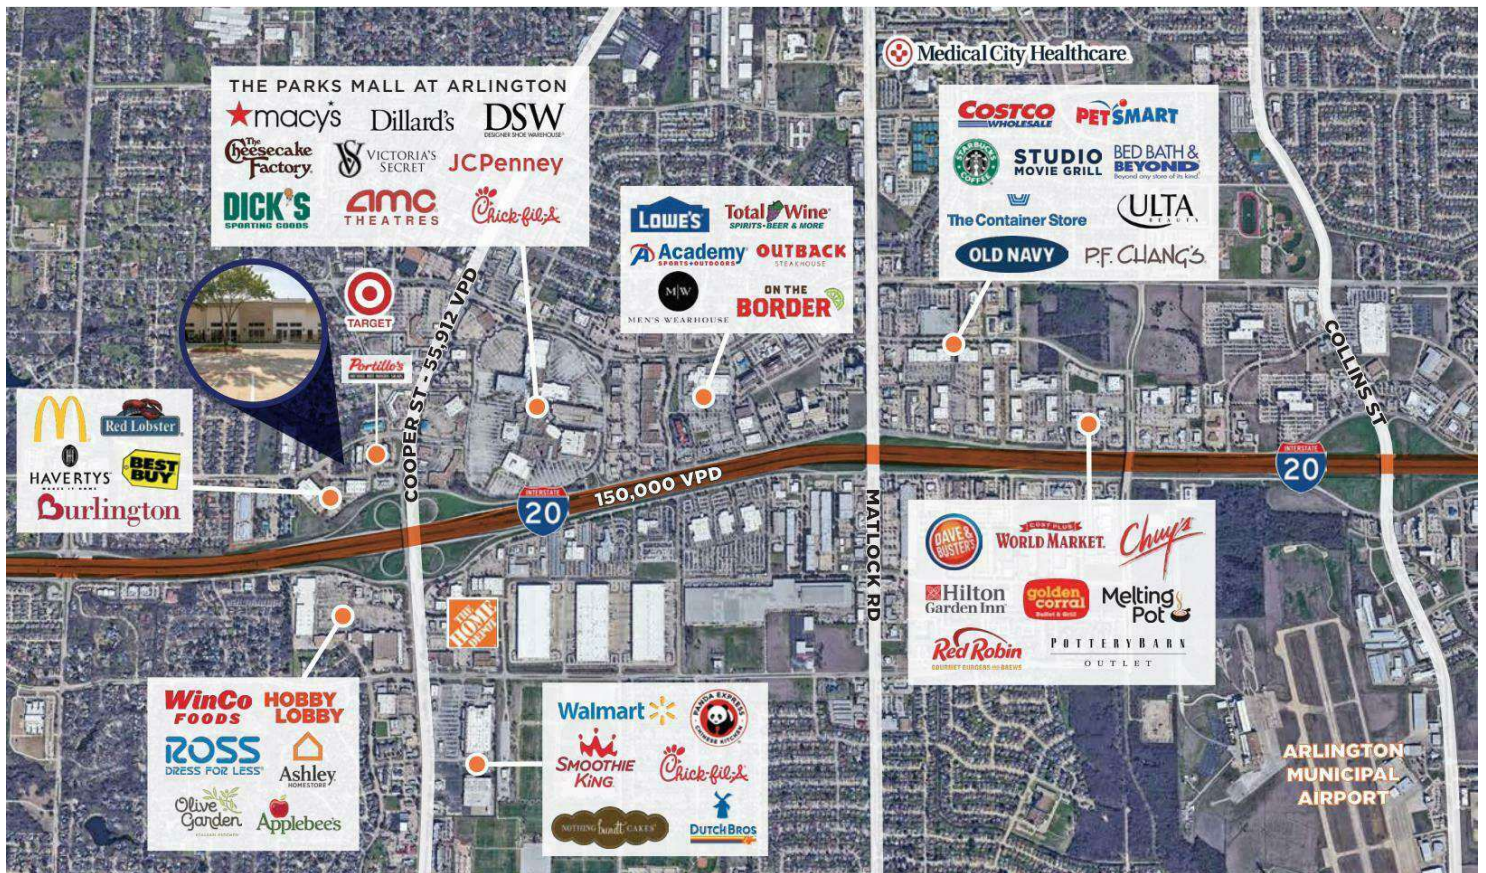 Medical City Healthcare
THE PARKS MALL AT ARLINGTON
macy's
Dillard's
DSW
DESIGNER SHOE WAREHOUSE
The
Cheesecake
Factory.
VS
VICTORIA'S
SECRET
JCPenney
DICK'S
SPORTING GOODS
amc
THEATRES
Chick-fil-A
COSTCO
WHOLESALE
PETSMART
STARBUCKS
COFFEE
STUDIO
MOVIE GRILL
BED BATH &
BEYOND
Beyond any store of its kind.
The Container Store
ULTA
BEAUTY
OLD NAVY
P.F. CHANG'S
LOWE'S
Total Wine
SPIRITS•BEER & MORE
Academy
SPORTS+OUTDOORS
OUTBACK
STEAKHOUSE
M|W
MEN'S WEARHOUSE
ON THE
BORDER
TARGET
Portillo's
COOPER ST - 55,912 VPD
COLLINS ST
Red Lobster
HAVERTYS
BEST
BUY
Burlington
INTERSTATE
20
150,000 VPD
INTERSTATE
20
MATLOCK RD
DAVE &
BUSTER'S
COST PLUS
WORLD MARKET.
Chuy's
Hilton
Garden Inn
golden
corral
Buffet & Grill
Melting
Pot
Red Robin
GOURMET BURGERS AND BREWS
POTTERY BARN
OUTLET
THE
HOME
DEPOT
WinCo
FOODS
HOBBY
LOBBY
ROSS
DRESS FOR LESS
Ashley
HOMESTORE
Olive
Garden
ITALIAN KITCHEN
Applebee's
Walmart
PANDA EXPRESS
CHINESE KITCHEN
SMOOTHIE
KING
Chick-fil-A
NOTHING bundt CAKES
DUTCH BROS
ARLINGTON
MUNICIPAL
AIRPORT